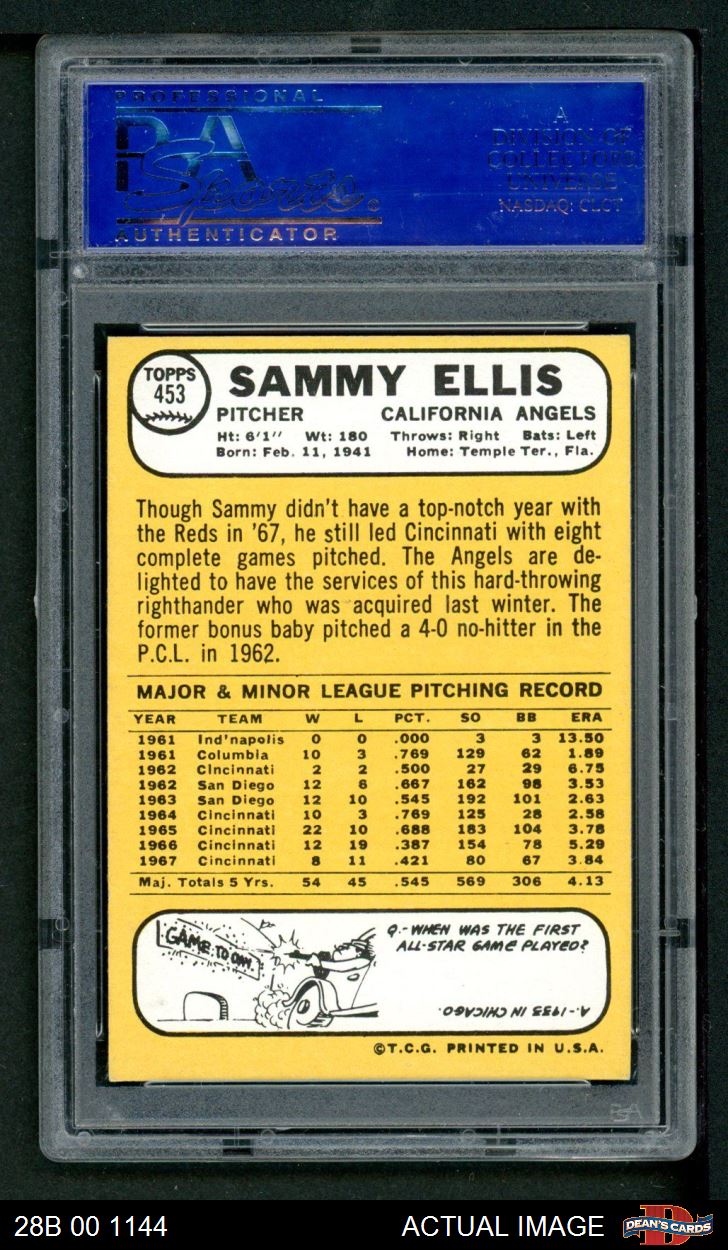 PROFESSIONAL
PSA
Sports
AUTHENTICATOR
A
DIVISION OF
COLLECTORS
UNIVERSE
NASDAQ: CLCT
TOPPS
453
SAMMY ELLIS
PITCHER CALIFORNIA ANGELS
Ht: 6'1" Wt: 180 Throws: Right Bats: Left
Born: Feb. 11, 1941 Home: Temple Ter., Fla.
Though Sammy didn't have a top-notch year with
the Reds in '67, he still led Cincinnati with eight
complete games pitched. The Angels are de-
lighted to have the services of this hard-throwing
righthander who was acquired last winter. The
former bonus baby pitched a 4-0 no-hitter in the
P.C.L. in 1962.
MAJOR & MINOR LEAGUE PITCHING RECORD
YEAR TEAM W L PCT. SO BB ERA
1961 Ind'napolis 0 0 .000 3 3 13.50
1961 Columbia 10 3 .769 129 62 1.89
1962 Cincinnati 2 2 .500 27 29 6.75
1962 San Diego 12 6 .667 162 98 3.53
1963 San Diego 12 10 .545 192 101 2.63
1964 Cincinnati 10 3 .769 125 28 2.58
1965 Cincinnati 22 10 .688 183 104 3.78
1966 Cincinnati 12 19 .387 154 78 5.29
1967 Cincinnati 8 11 .421 80 67 3.84
Maj. Totals 5 Yrs. 54 45 .545 569 306 4.13
GAME TODAY
Q.-WHEN WAS THE FIRST
ALL-STAR GAME PLAYED?
A.-1933 IN CHICAGO.
©T.C.G. PRINTED IN U.S.A.
PSA
28B 00 1144 ACTUAL IMAGE
D
DEAN'S CARDS